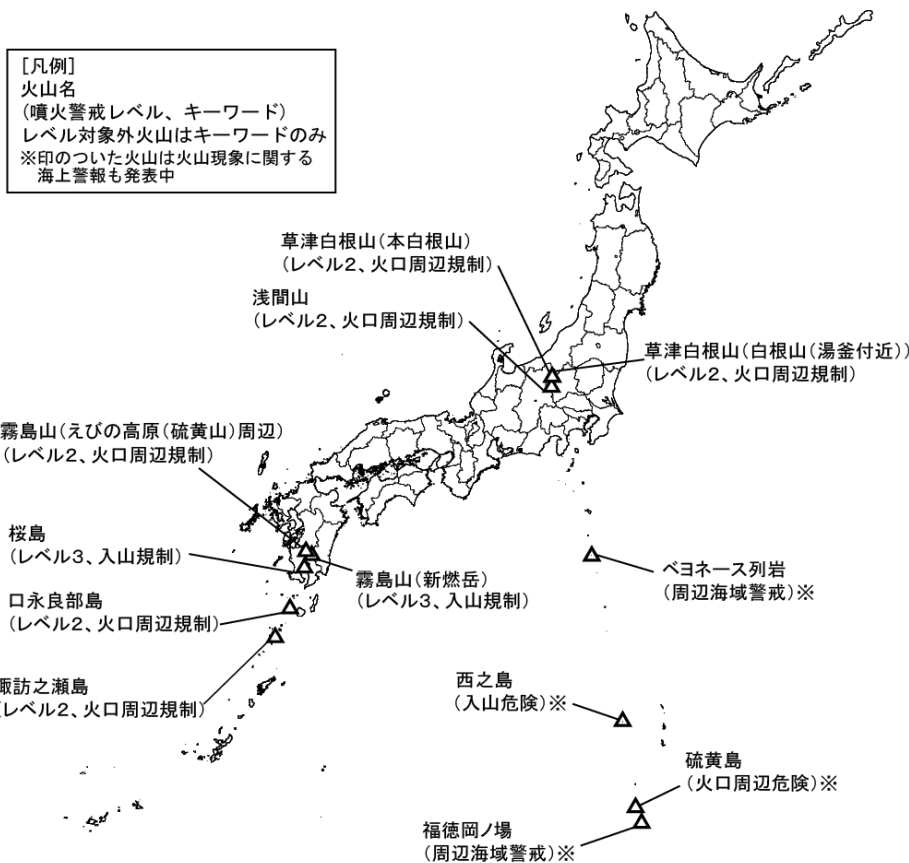 [凡例]
火山名
(噴火警戒レベル、キーワード)
レベル対象外火山はキーワードのみ
※印のついた火山は火山現象に関する
海上警報も発表中
草津白根山(本白根山)
(レベル2、火口周辺規制)
浅間山
(レベル2、火口周辺規制)
草津白根山(白根山(湯釜付近))
(レベル2、火口周辺規制)
霧島山(えびの高原(硫黄山)周辺)
(レベル2、火口周辺規制)
桜島
(レベル3、入山規制)
霧島山(新燃岳)
(レベル3、入山規制)
口永良部島
(レベル2、火口周辺規制)
諏訪之瀬島
(レベル2、火口周辺規制)
ベヨネース列岩
(周辺海域警戒)※
西之島
(入山危険)※
硫黄島
(火口周辺危険)※
福徳岡ノ場
(周辺海域警戒)※